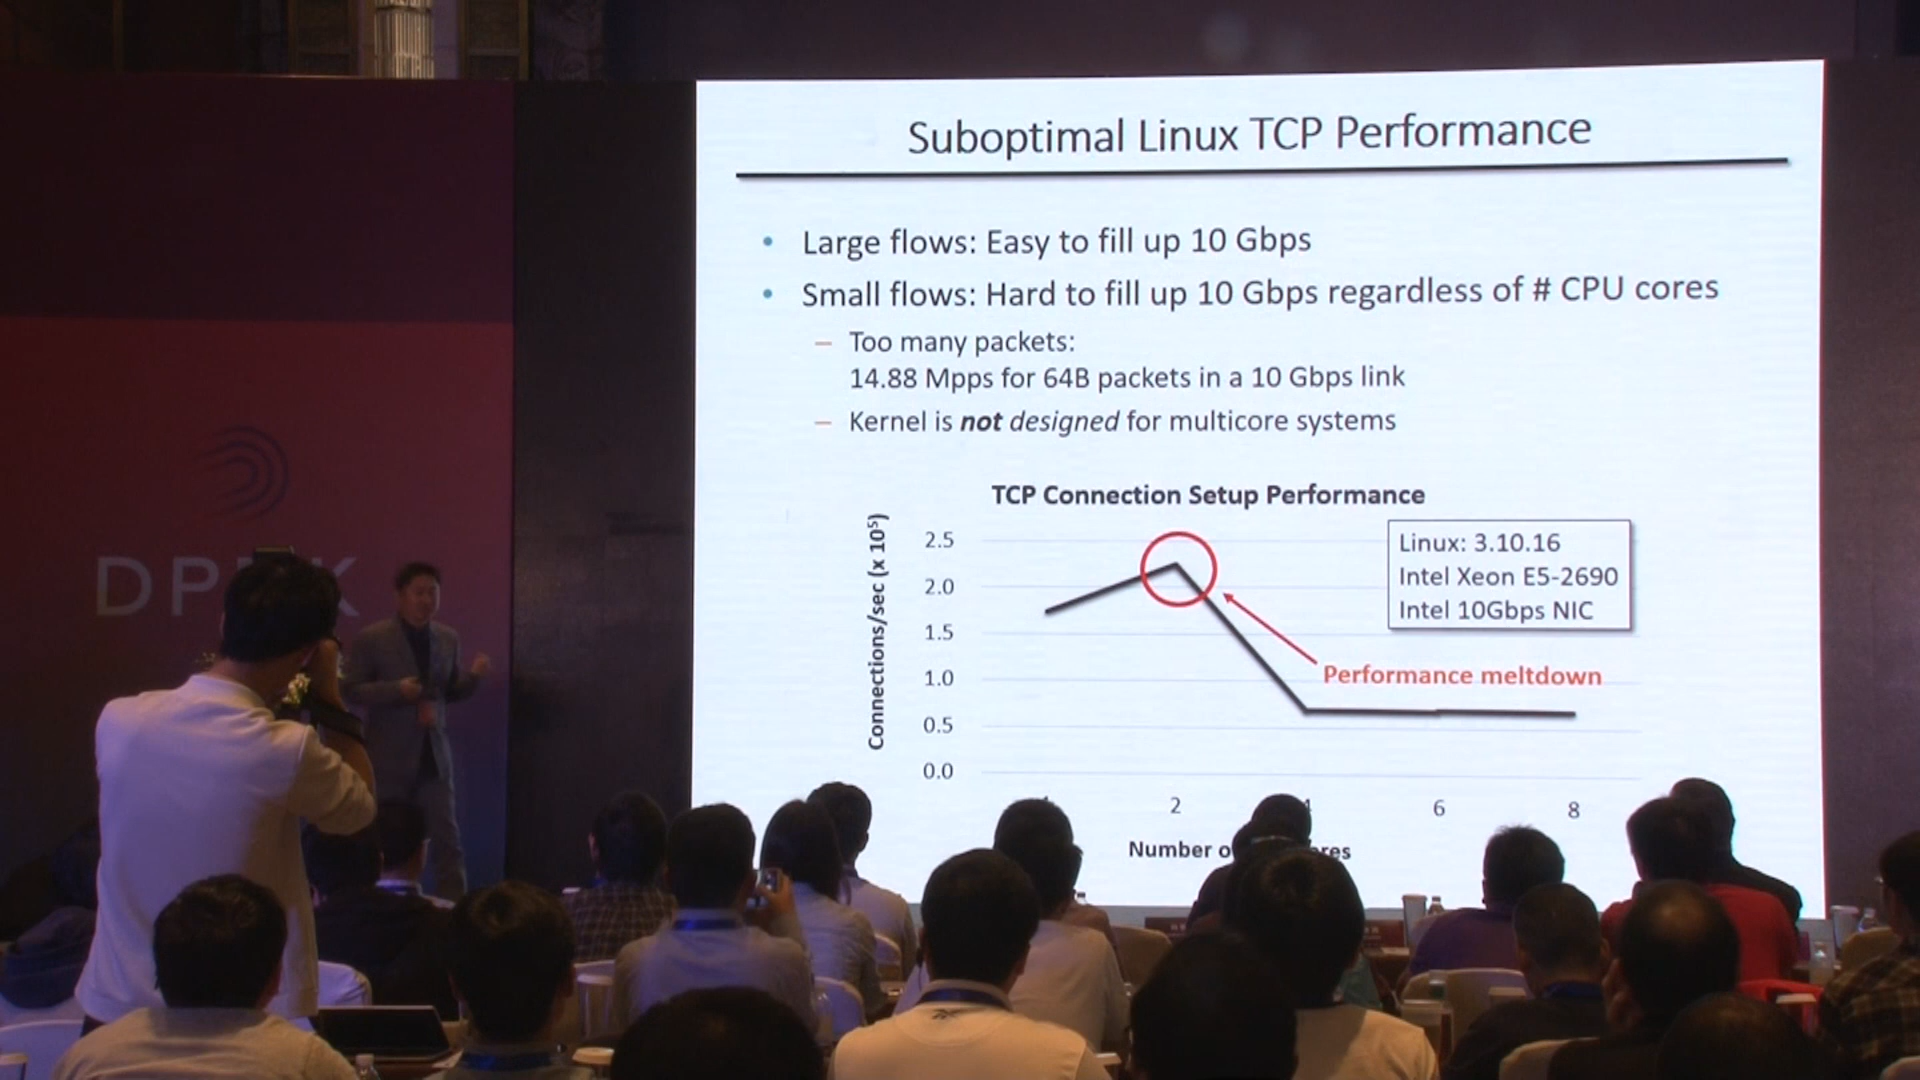 Suboptimal Linux TCP Performance
• Large flows: Easy to fill up 10 Gbps
• Small flows: Hard to fill up 10 Gbps regardless of # CPU cores
– Too many packets:
14.88 Mpps for 64B packets in a 10 Gbps link
– Kernel is not designed for multicore systems
TCP Connection Setup Performance
Connections/sec (x 10⁵)
2.5
2.0
1.5
1.0
0.5
0.0
Linux: 3.10.16
Intel Xeon E5-2690
Intel 10Gbps NIC
Performance meltdown
2
6
8
Number
DPDK